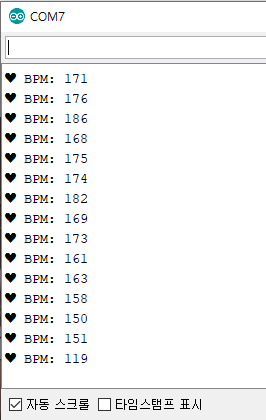 COM7
♥ BPM: 171
♥ BPM: 176
♥ BPM: 186
♥ BPM: 168
♥ BPM: 175
♥ BPM: 174
♥ BPM: 182
♥ BPM: 169
♥ BPM: 173
♥ BPM: 161
♥ BPM: 163
♥ BPM: 158
♥ BPM: 150
♥ BPM: 151
♥ BPM: 119
자동 스크롤 타임스탬프 표시